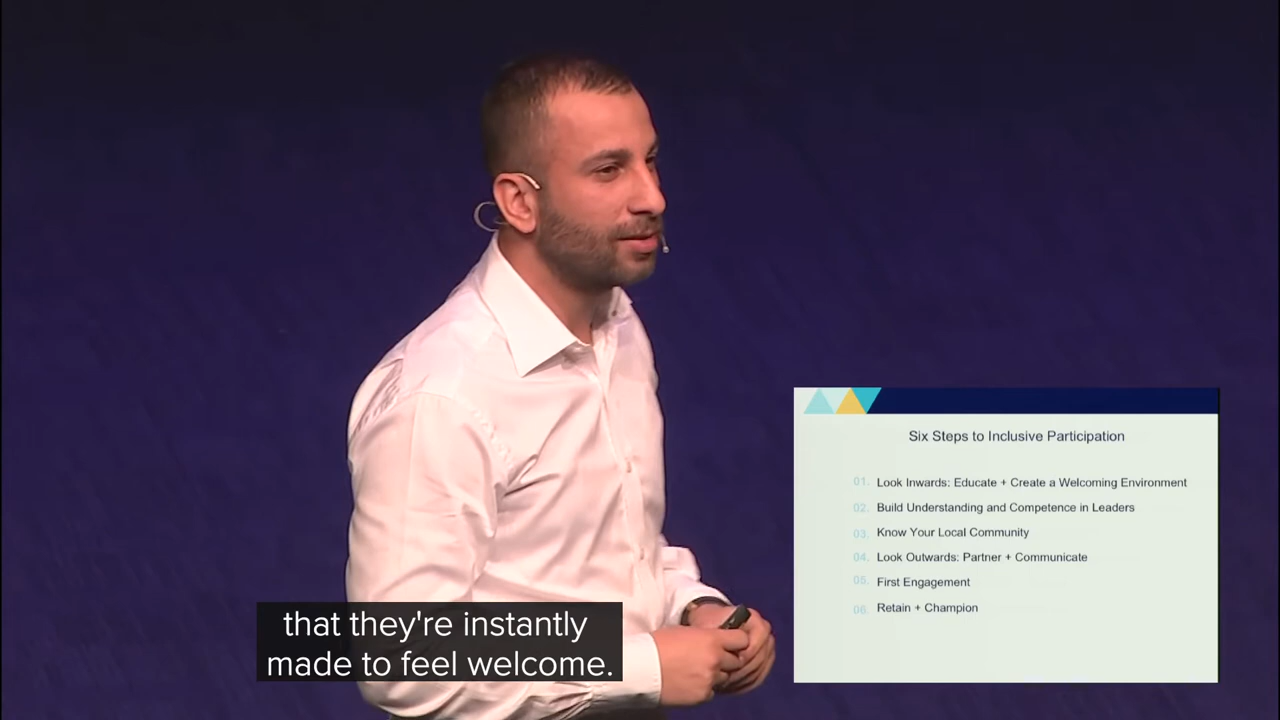 Six Steps to Inclusive Participation
01. Look Inwards: Educate + Create a Welcoming Environment
02. Build Understanding and Competence in Leaders
03. Know Your Local Community
04. Look Outwards: Partner + Communicate
05. First Engagement
06. Retain + Champion
that they're instantly
made to feel welcome.